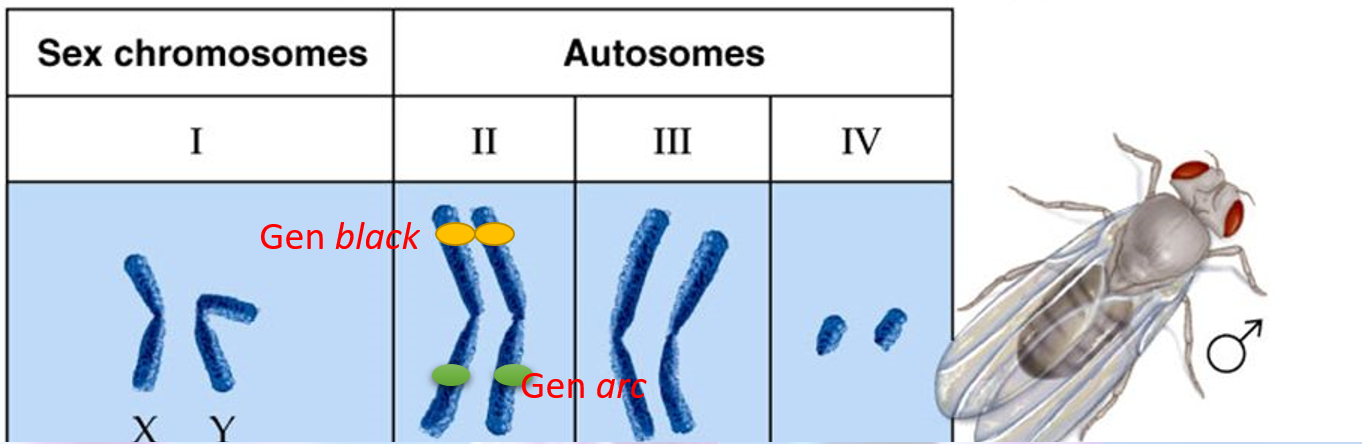 Sex chromosomes
Autosomes
I
II
III
IV
Gen black
Gen arc
X
Y
♂